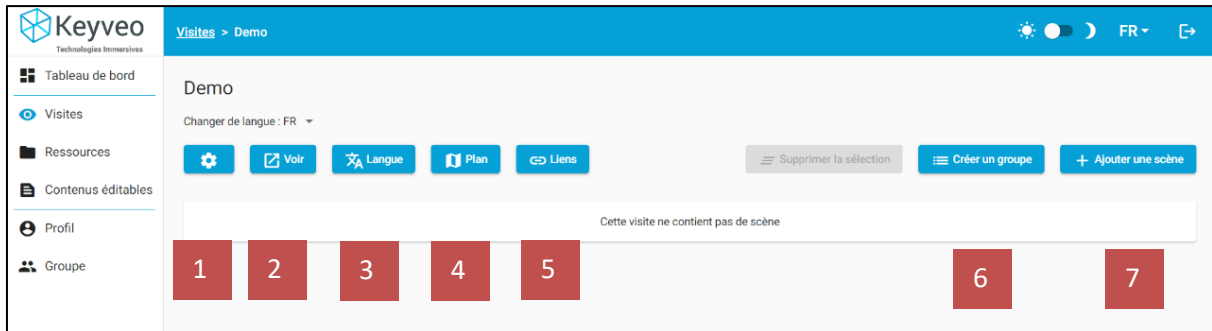 Keyveo
Technologies Immersives
Visites > Demo
FR
Tableau de bord
Visites
Ressources
Contenus éditables
Profil
Groupe
Demo
Changer de langue : FR
Voir
Langue
Plan
Liens
Supprimer la sélection
Créer un groupe
Ajouter une scène
Cette visite ne contient pas de scène
1
2
3
4
5
6
7